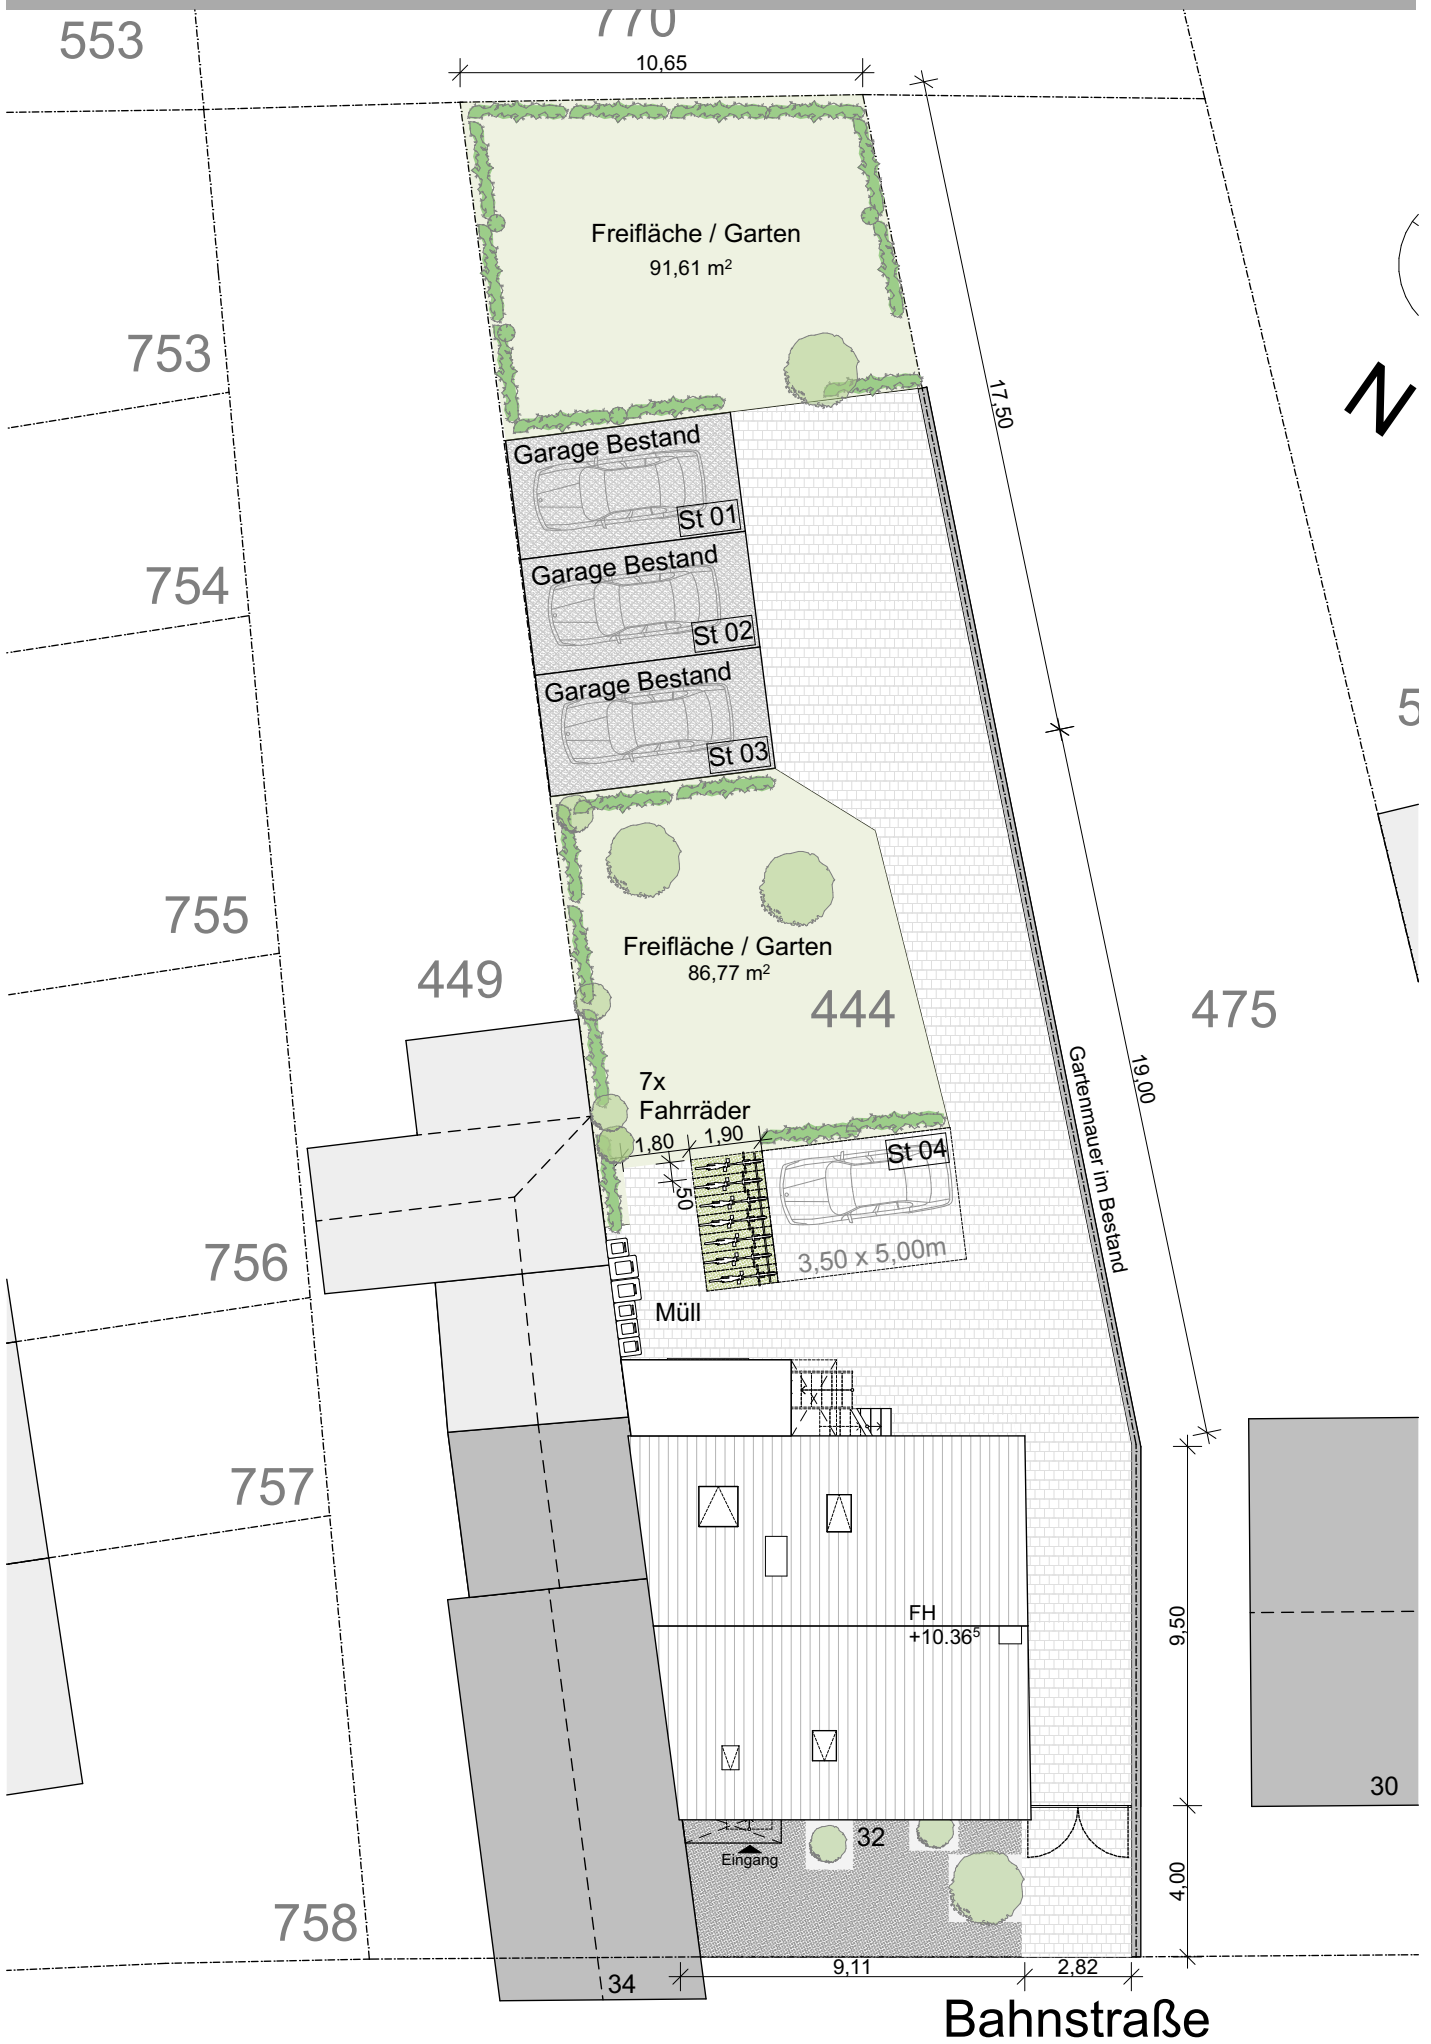 770
553
10,65
Freifläche / Garten
91,61 m²
753
N
17,50
Garage Bestand
St 01
Garage Bestand
754
St 02
Garage Bestand
5
St 03
755
Freifläche / Garten
86,77 m²
449
444
475
7x
Fahrräder
Gartenmauer im Bestand
19,00
1,80
1,90
St 04
50
756
3,50 x 5,00m
Müll
757
FH
+10.36⁵
9,50
30
32
Eingang
4,00
758
34
9,11
2,82
Bahnstraße